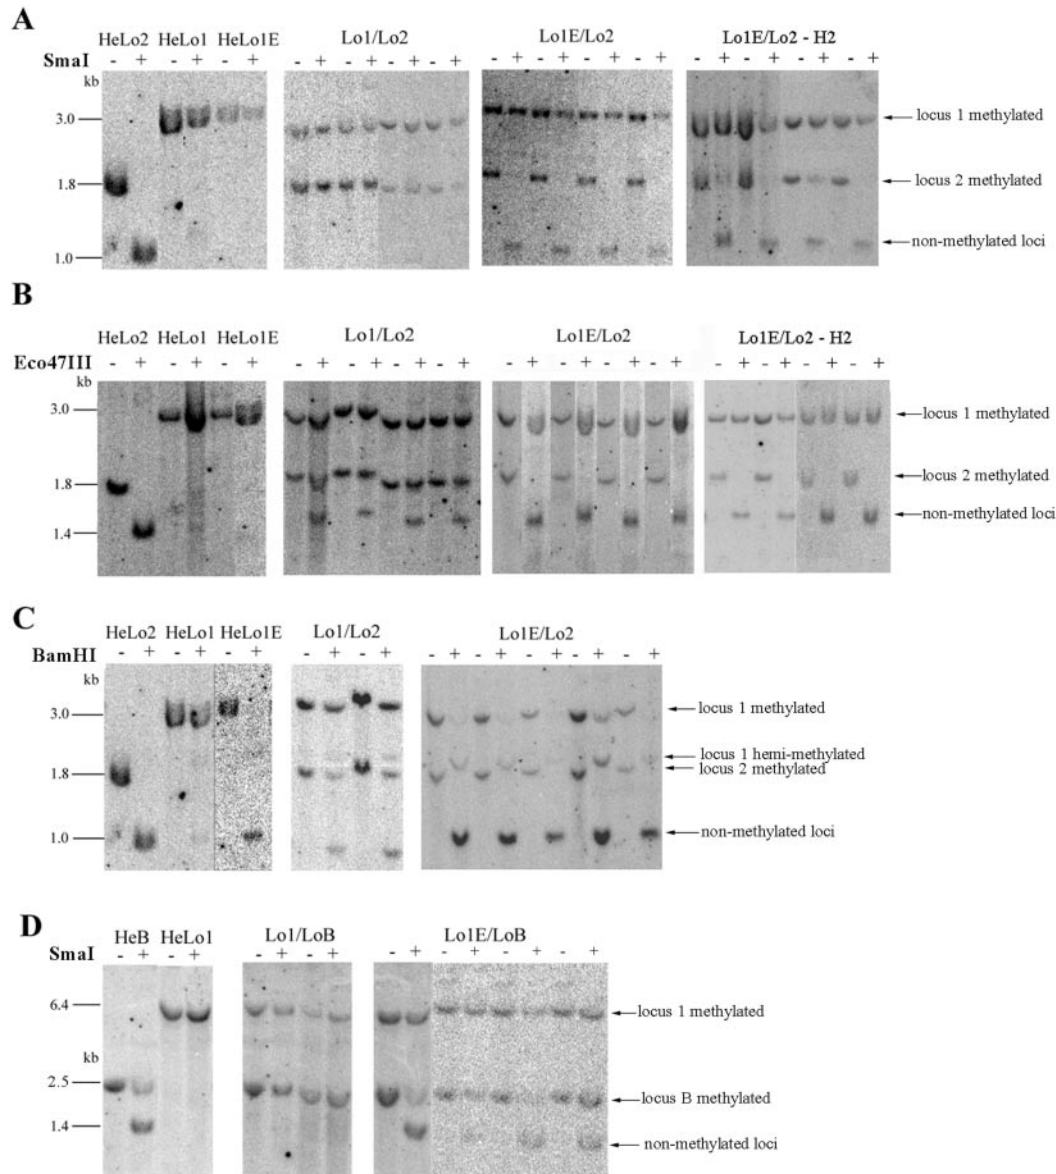 A
HeLo2 HeLo1 HeLo1E Lo1/Lo2 Lo1E/Lo2 Lo1E/Lo2 - H2
SmaI - + - + - + - + - + - + - + - + - + - + - + - + - + - + - +
kb
3.0
1.8
1.0
locus 1 methylated
locus 2 methylated
non-methylated loci
B
HeLo2 HeLo1 HeLo1E Lo1/Lo2 Lo1E/Lo2 Lo1E/Lo2 - H2
Eco47III - + - + - + - + - + - + - + - + - + - + - + - + - + - + - +
kb
3.0
1.8
1.4
locus 1 methylated
locus 2 methylated
non-methylated loci
C
HeLo2 HeLo1 HeLo1E Lo1/Lo2 Lo1E/Lo2
BamHI - + - + - + - + - + - + - + - + - + - +
kb
3.0
1.8
1.0
locus 1 methylated
locus 1 hemi-methylated
locus 2 methylated
non-methylated loci
D
HeB HeLo1 Lo1/LoB Lo1E/LoB
SmaI - + - + - + - + - + - + - + - +
6.4
kb
2.5
1.4
locus 1 methylated
locus B methylated
non-methylated loci